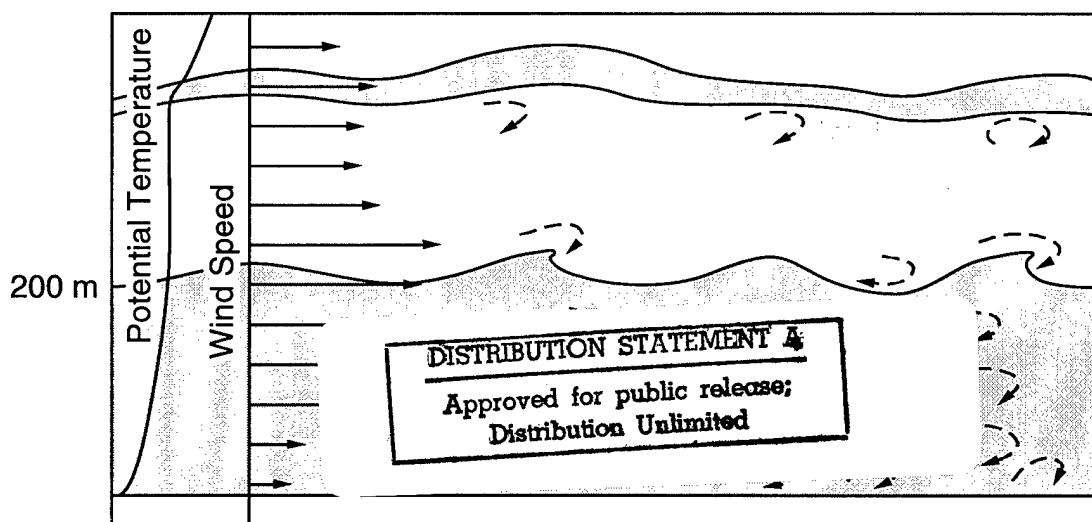 Potential Temperature
Wind Speed
200 m
DISTRIBUTION STATEMENT A
Approved for public release;
Distribution Unlimited